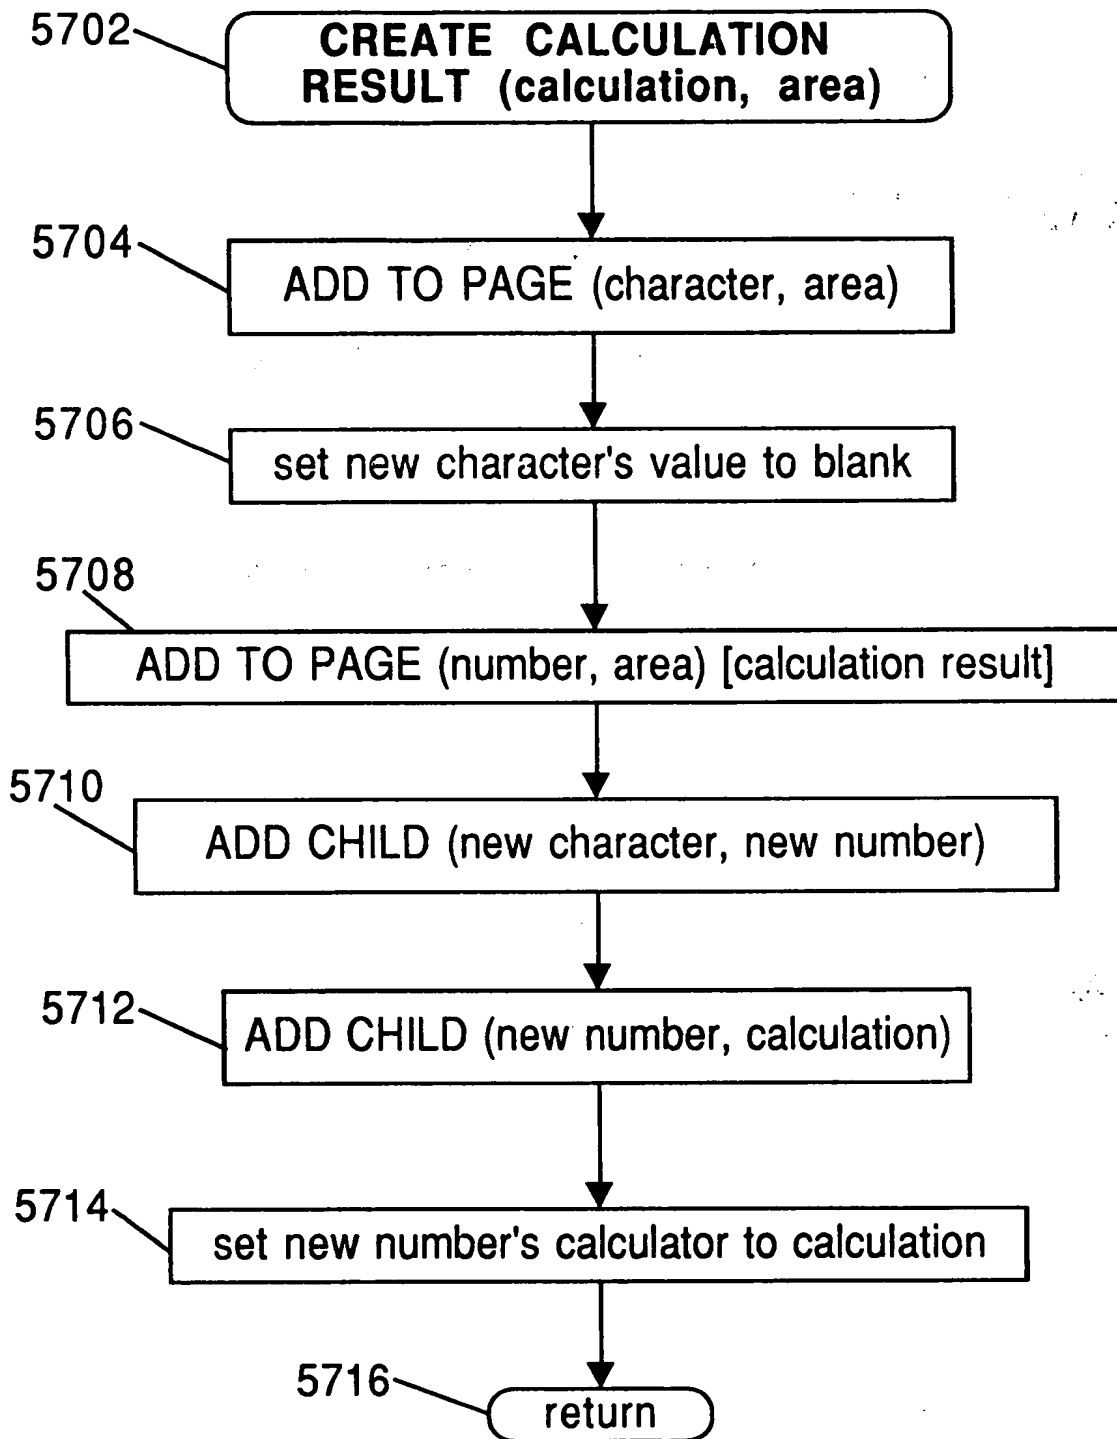 5702
CREATE CALCULATION
RESULT (calculation, area)
5704
ADD TO PAGE (character, area)
5706
set new character's value to blank
5708
ADD TO PAGE (number, area) [calculation result]
5710
ADD CHILD (new character, new number)
5712
ADD CHILD (new number, calculation)
5714
set new number's calculator to calculation
5716
return